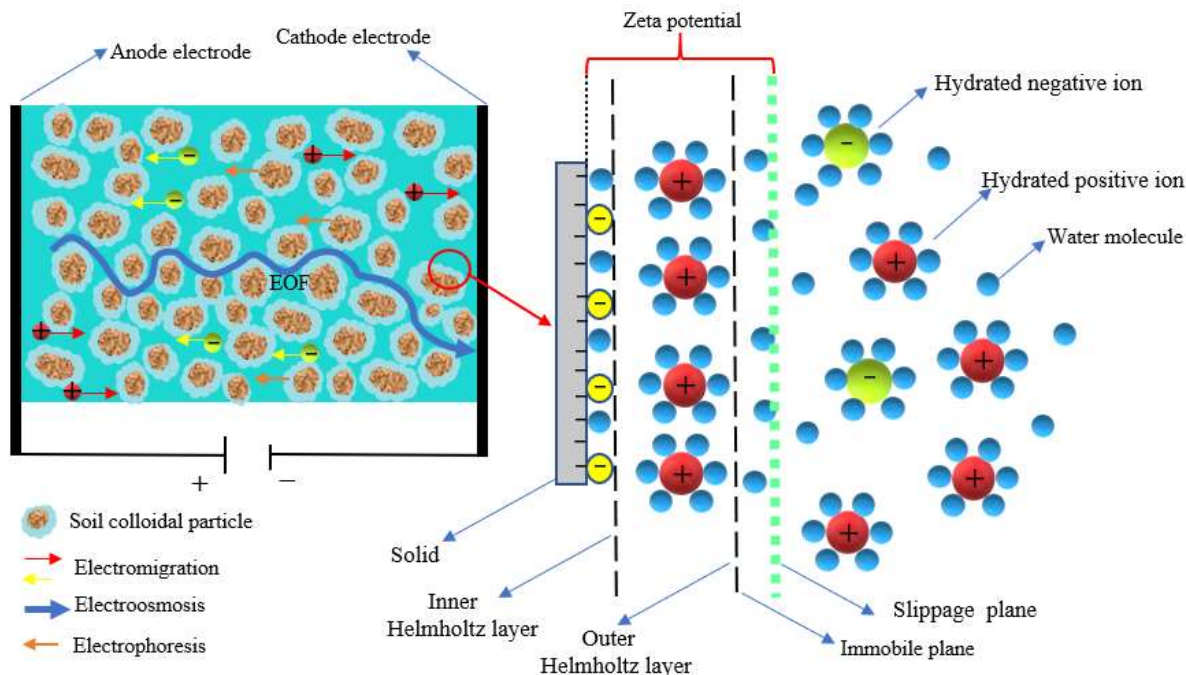 Zeta potential
Cathode electrode
Anode electrode
Hydrated negative ion
Hydrated positive ion
Water molecule
EOF
+ −
Soil colloidal particle
Electromigration
Electroosmosis
Electrophoresis
Solid
Inner
Helmholtz layer
Outer
Helmholtz layer
Slippage plane
Immobile plane